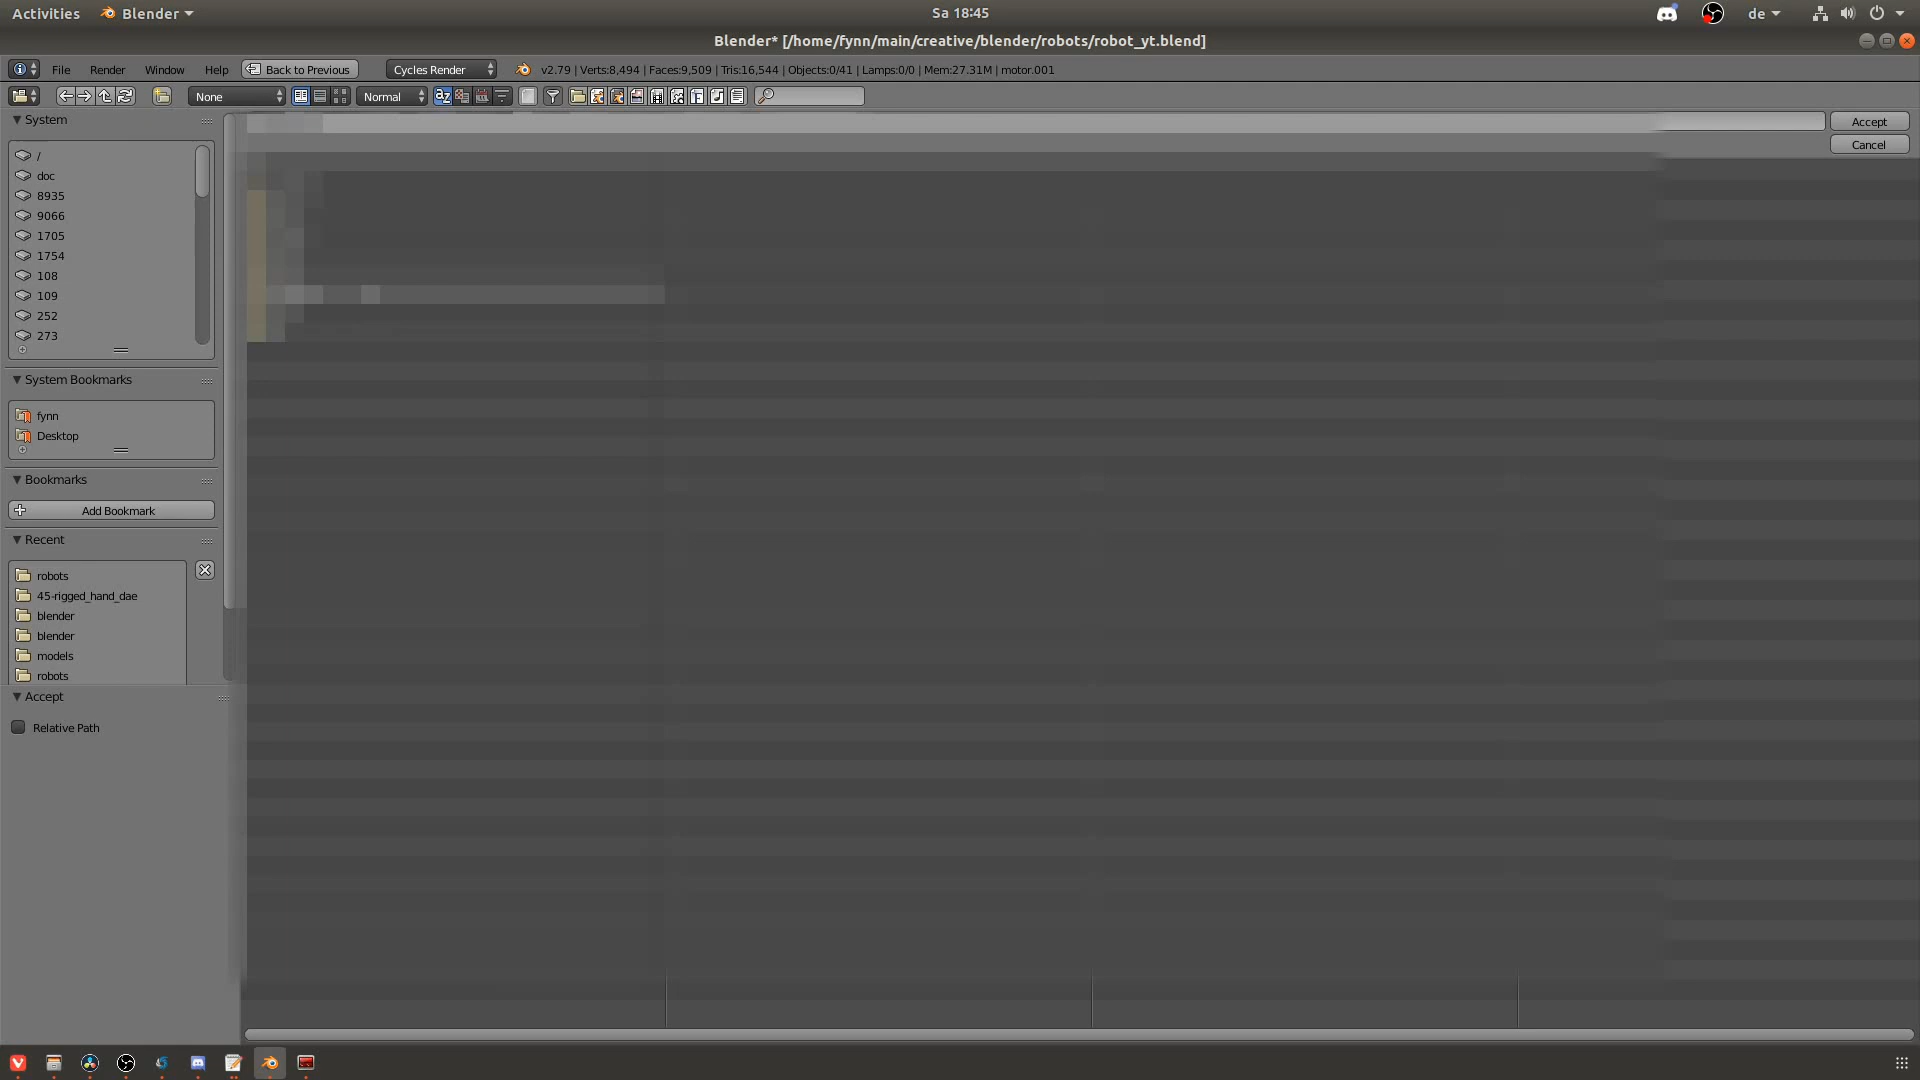 Activities Blender Sa 18:45 de
Blender* [/home/fynn/main/creative/blender/robots/robot_yt.blend]
File Render Window Help Back to Previous Cycles Render v2.79 | Verts:8,494 | Faces:9,509 | Tris:16,544 | Objects:0/41 | Lamps:0/0 | Mem:27.31M | motor.001
None Normal
System
Accept
Cancel
/
doc
8935
9066
1705
1754
108
109
252
273
System Bookmarks
fynn
Desktop
Bookmarks
Add Bookmark
Recent
robots
45-rigged_hand_dae
blender
blender
models
robots
Accept
Relative Path